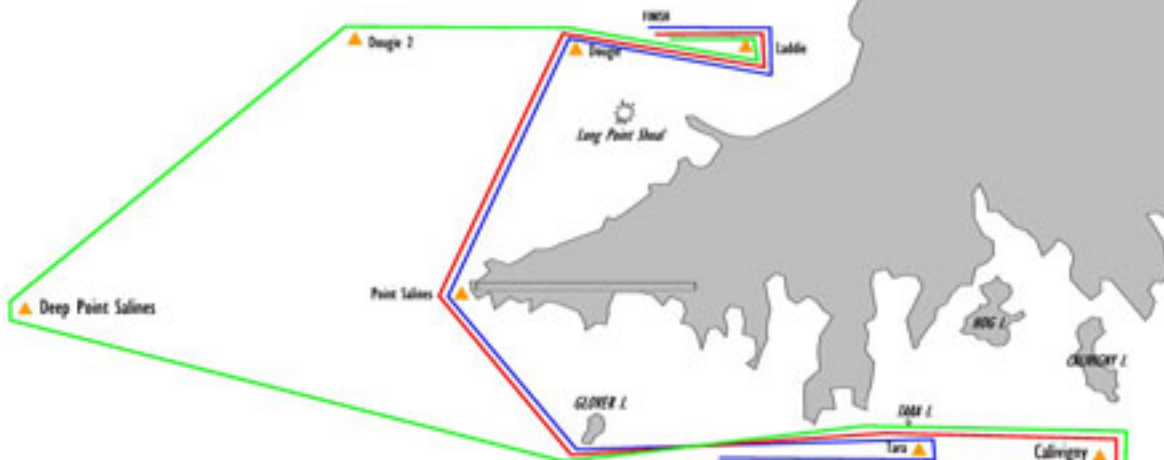 FINISH
Dougie 2
Dougie
Laddie
Long Point Shoal
Point Salines
Deep Point Salines
HOG I.
CALIVIGNY I.
GLOVER I.
TARA I.
Tara
Calivigny